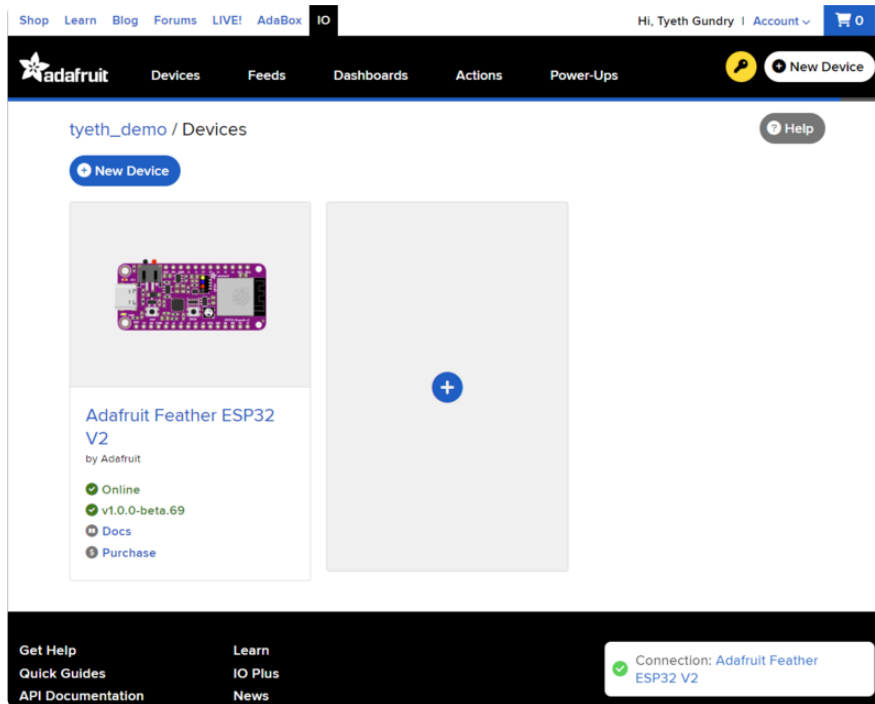 Shop Learn Blog Forums LIVE! AdaBox IO
Hi, Tyeth Gundry | Account
0
adafruit Devices Feeds Dashboards Actions Power-Ups
New Device
tyeth_demo / Devices
Help
New Device
Adafruit Feather ESP32
V2
by Adafruit
Online
v1.0.0-beta.69
Docs
Purchase
Get Help
Quick Guides
API Documentation
Learn
IO Plus
News
Connection: Adafruit Feather
ESP32 V2